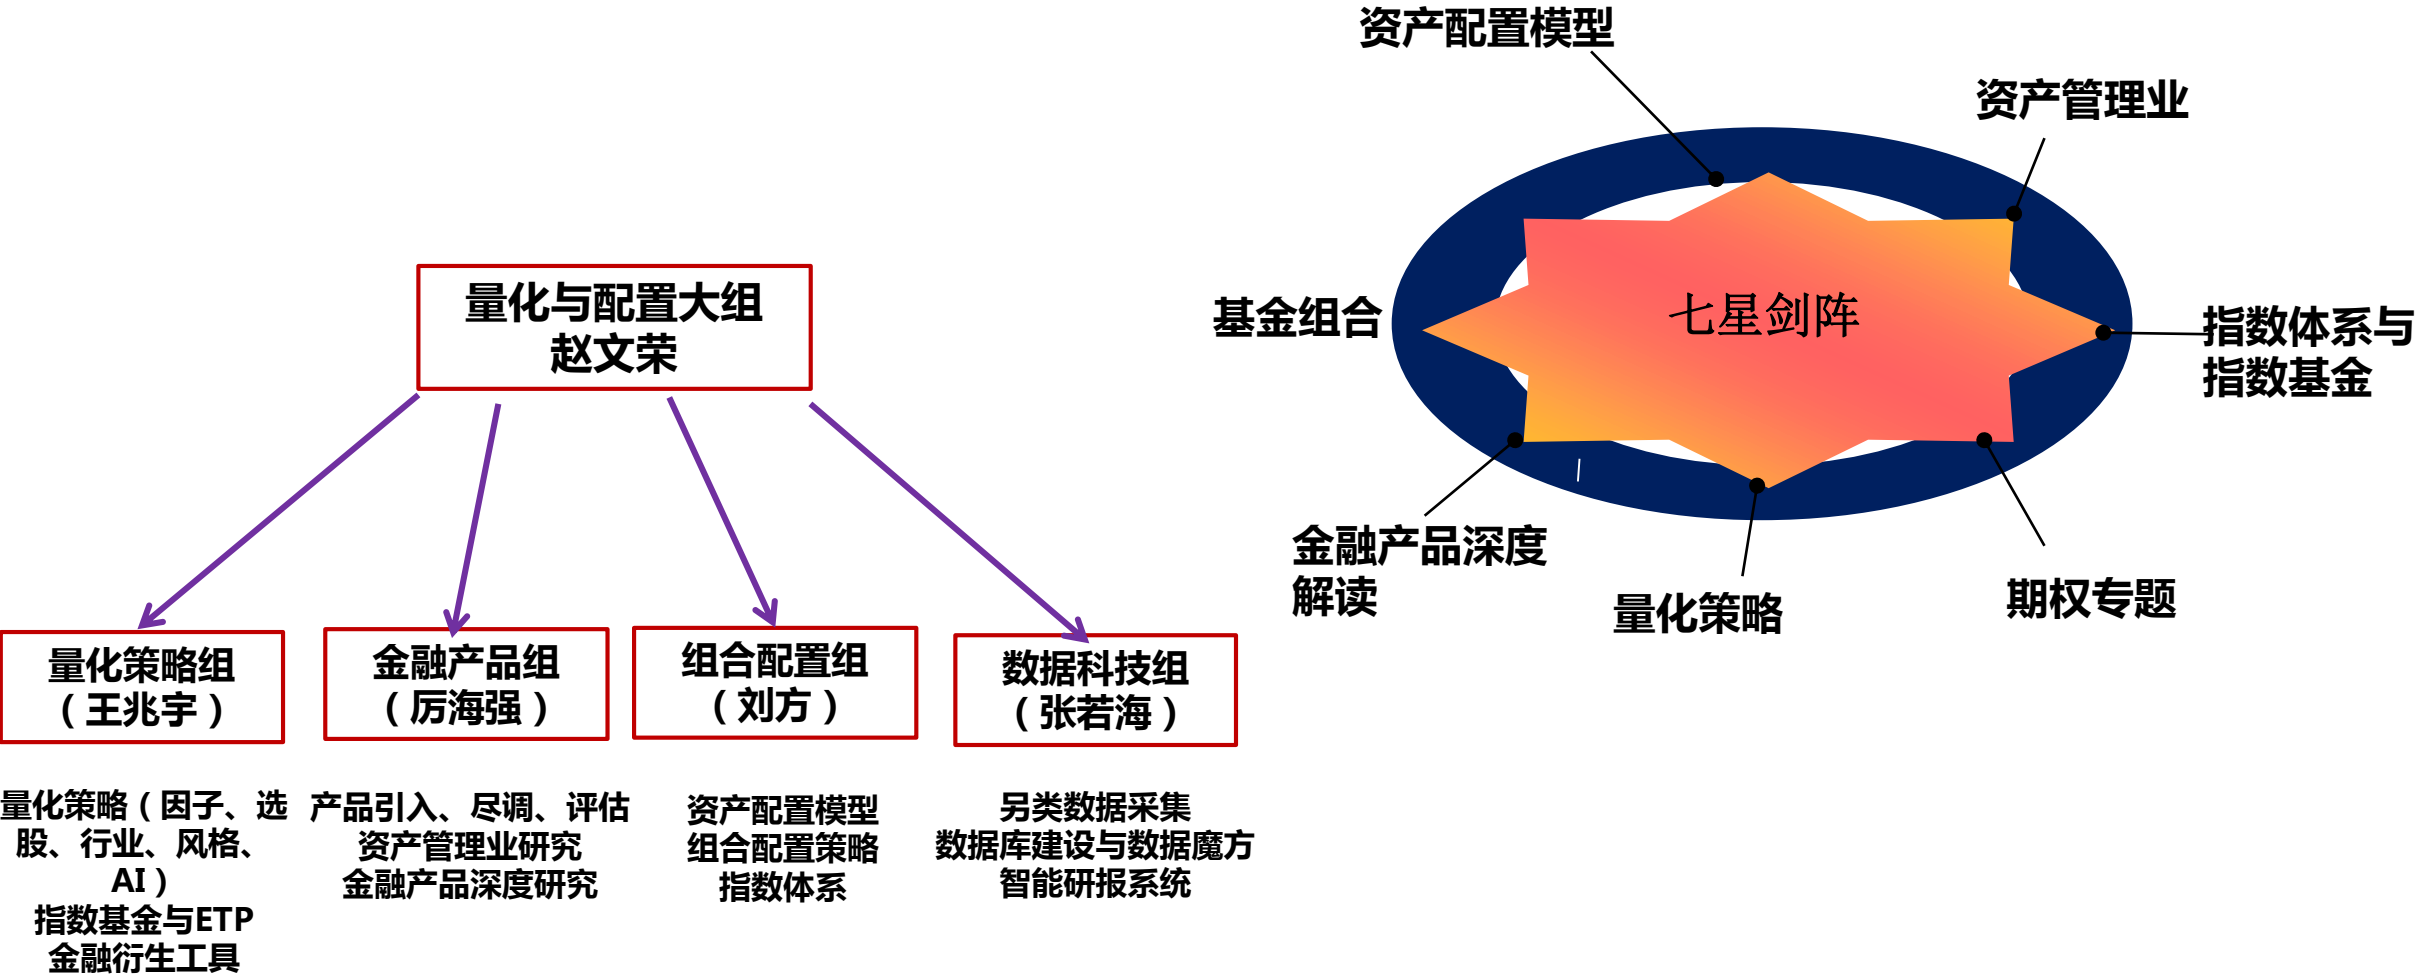 量化与配置大组
赵文荣
量化策略组
（王兆宇）
金融产品组
（厉海强）
组合配置组
（刘方）
数据科技组
（张若海）
量化策略（因子、选
股、行业、风格、
AI）
指数基金与ETP
金融衍生工具
产品引入、尽调、评估
资产管理业研究
金融产品深度研究
资产配置模型
组合配置策略
指数体系
另类数据采集
数据库建设与数据魔方
智能研报系统
资产配置模型
资产管理业
基金组合
七星剑阵
指数体系与
指数基金
金融产品深度
解读
量化策略
期权专题